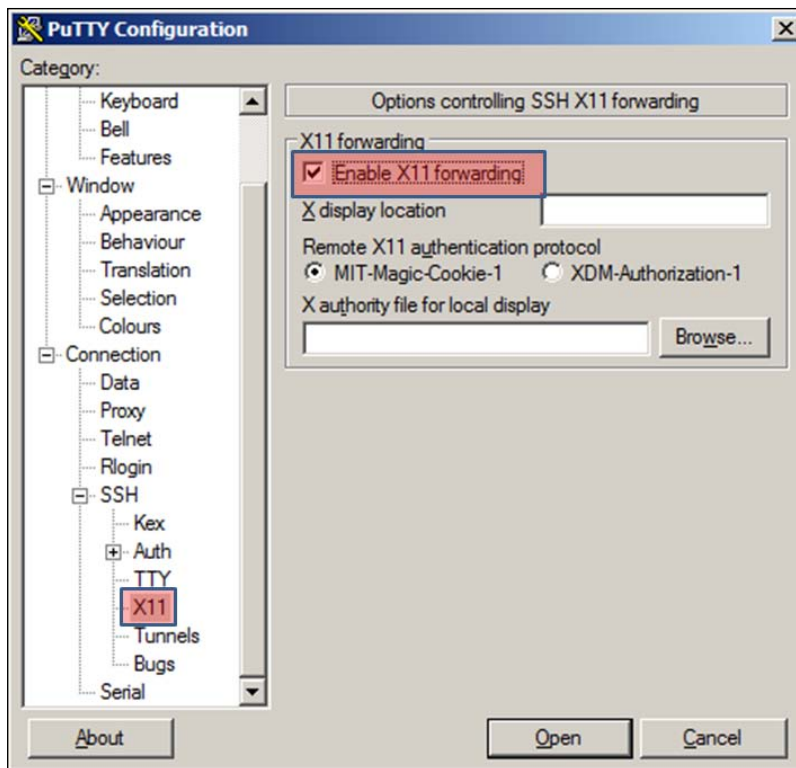 PuTTY Configuration
Category:
Keyboard
Bell
Features
Window
Appearance
Behaviour
Translation
Selection
Colours
Connection
Data
Proxy
Telnet
Rlogin
SSH
Kex
Auth
TTY
X11
Tunnels
Bugs
Serial
Options controlling SSH X11 forwarding
X11 forwarding
Enable X11 forwarding
X display location
Remote X11 authentication protocol
MIT-Magic-Cookie-1 XDM-Authorization-1
X authority file for local display
Browse...
About Open Cancel